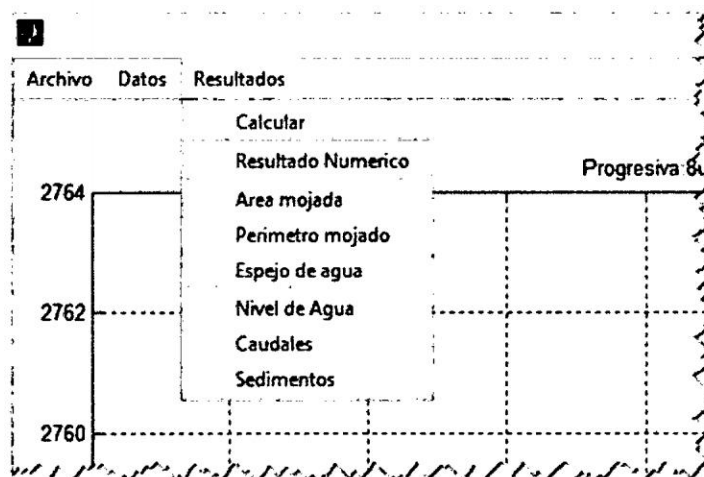 Archivo Datos Resultados
Calcular
Resultado Numerico
Progresiva:
2764
Area mojada
Perimetro mojado
Espejo de agua
2762
Nivel de Agua
Caudales
Sedimentos
2760